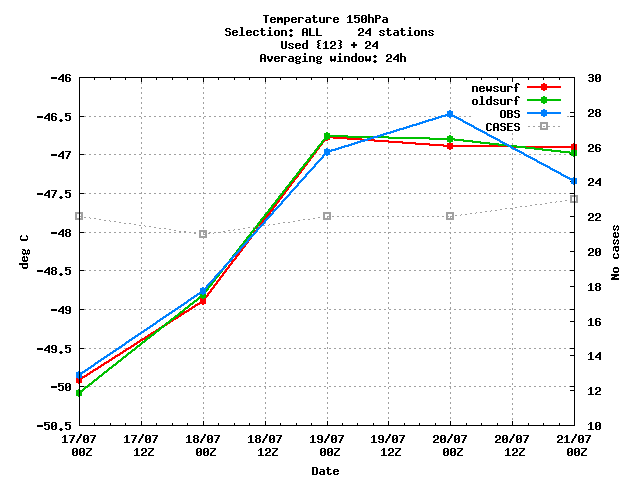 Temperature 150hPa
Selection: ALL 24 stations
Used {12} + 24
Averaging window: 24h
newsurf
oldsurf
OBS
CASES
-46
-46.5
-47
-47.5
-48
-48.5
-49
-49.5
-50
-50.5
deg C
30
28
26
24
22
20
18
16
14
12
10
No cases
17/07 17/07 18/07 18/07 19/07 19/07 20/07 20/07 21/07
00Z 12Z 00Z 12Z 00Z 12Z 00Z 12Z 00Z
Date